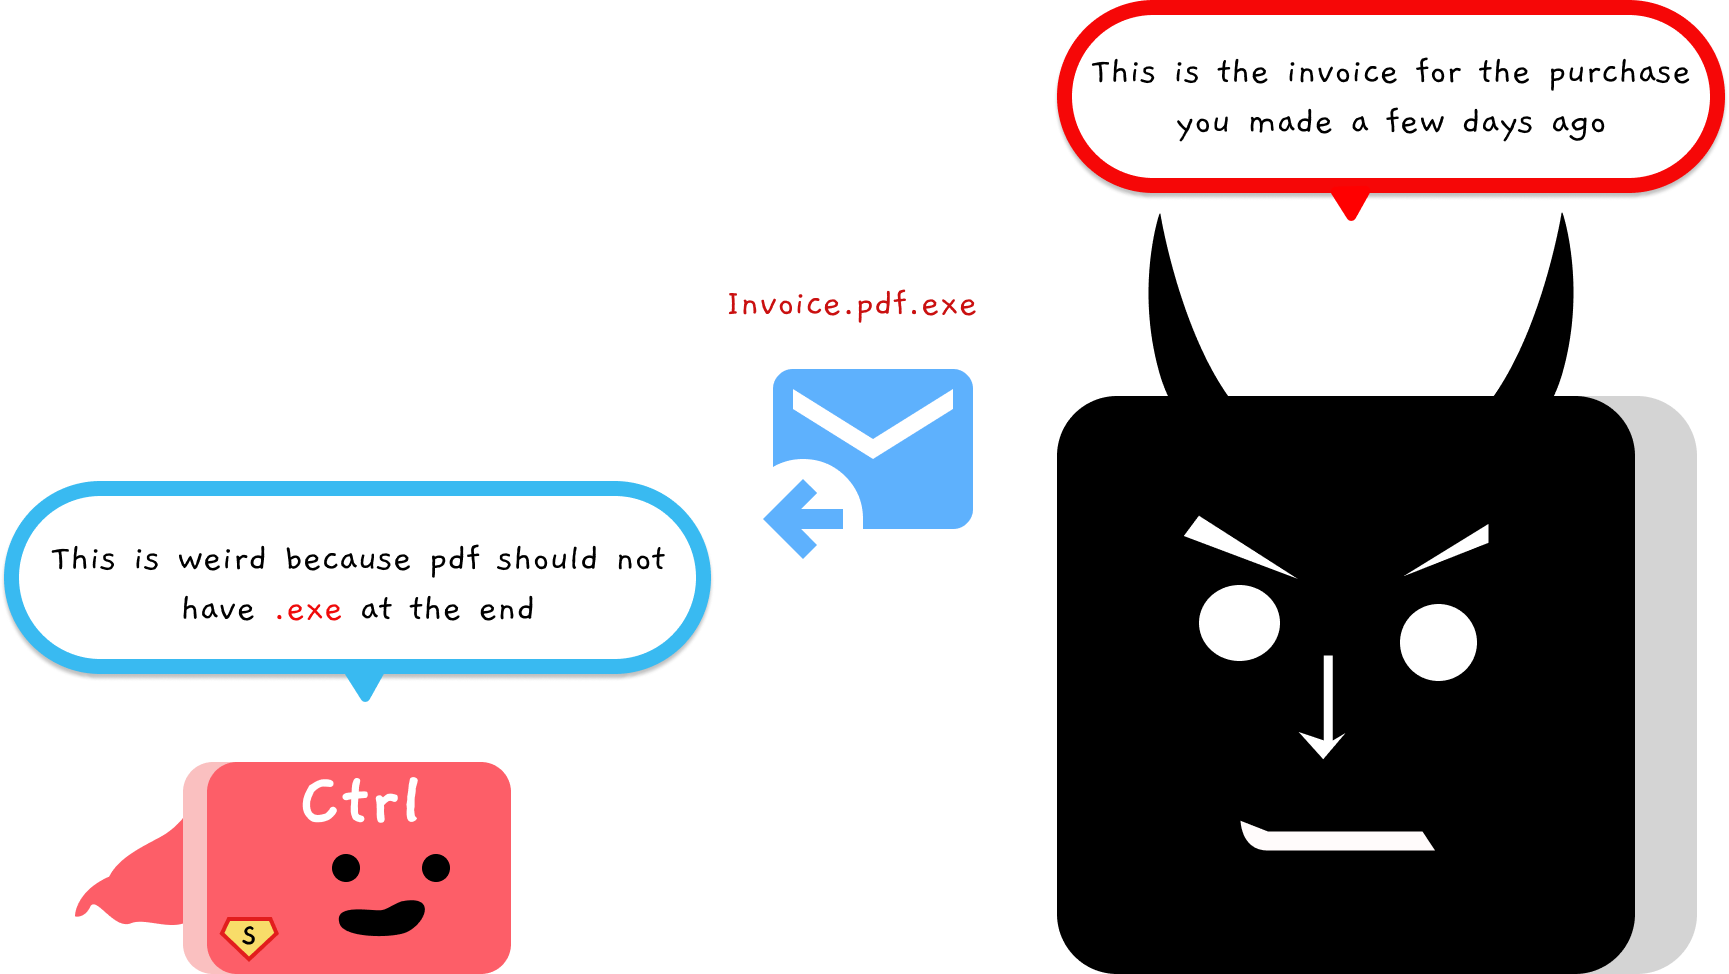 This is the invoice for the purchase
you made a few days ago
Invoice.pdf.exe
This is weird because pdf should not
have .exe at the end
Ctrl
S